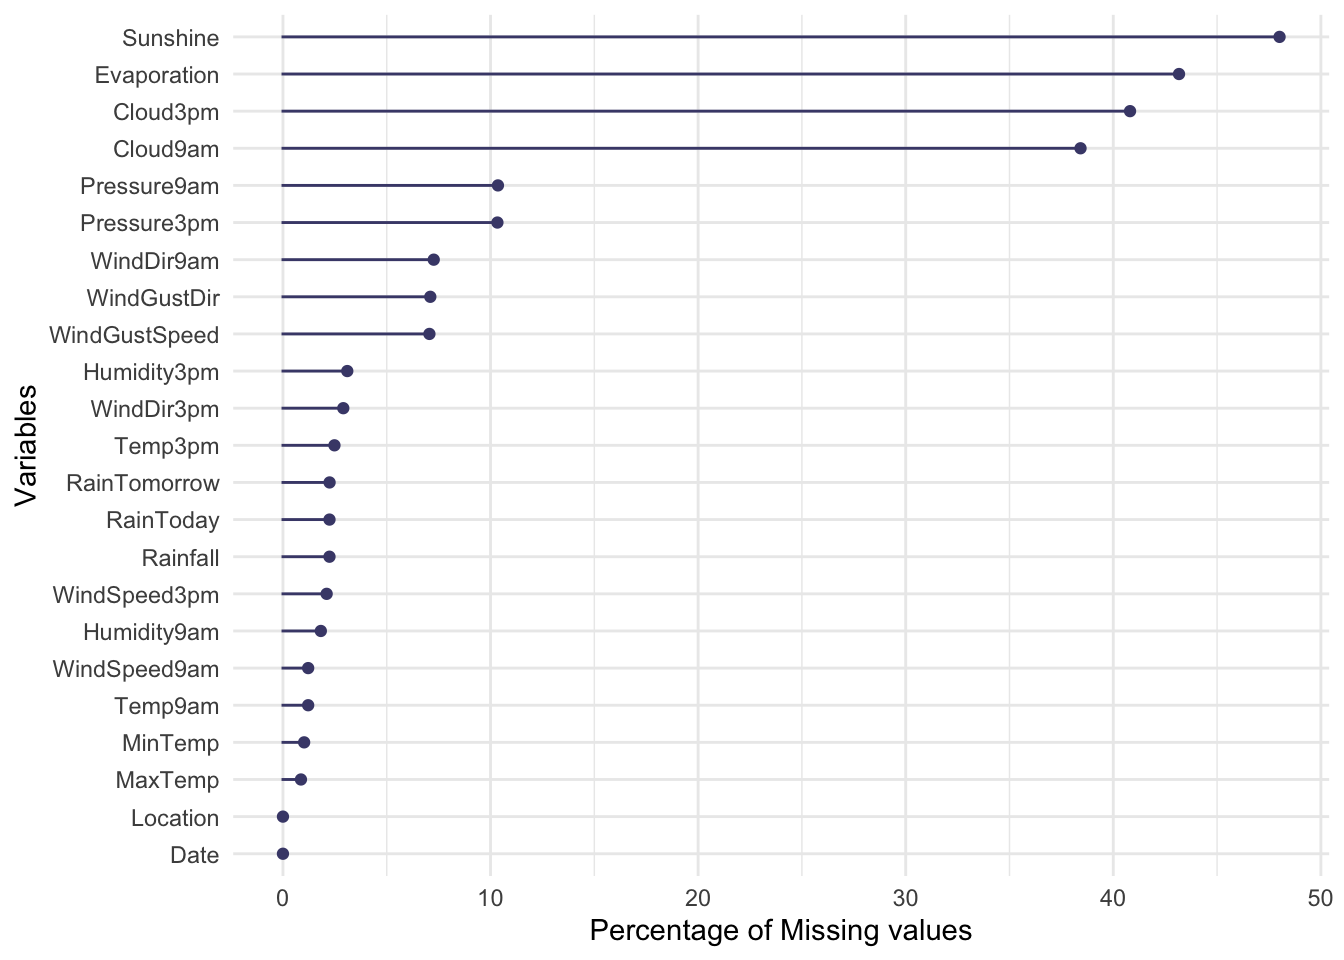 Sunshine
Evaporation
Cloud3pm
Cloud9am
Pressure9am
Pressure3pm
WindDir9am
WindGustDir
WindGustSpeed
Humidity3pm
WindDir3pm
Temp3pm
RainTomorrow
RainToday
Rainfall
WindSpeed3pm
Humidity9am
WindSpeed9am
Temp9am
MinTemp
MaxTemp
Location
Date
Variables
0 10 20 30 40 50
Percentage of Missing values